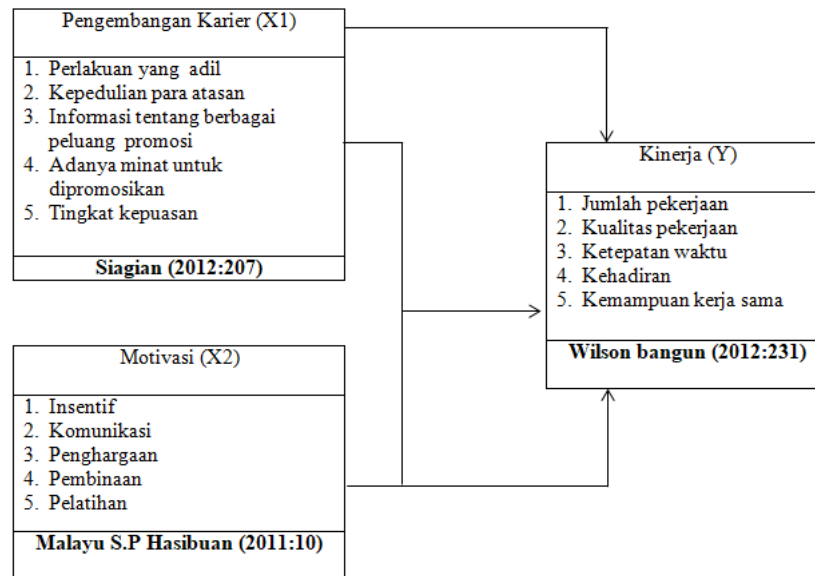 Pengembangan Karier (X1)
1. Perlakuan yang adil
2. Kepedulian para atasan
3. Informasi tentang berbagai
peluang promosi
4. Adanya minat untuk
dipromosikan
5. Tingkat kepuasan
Siagian (2012:207)
Motivasi (X2)
1. Insentif
2. Komunikasi
3. Penghargaan
4. Pembinaan
5. Pelatihan
Malayu S.P Hasibuan (2011:10)
Kinerja (Y)
1. Jumlah pekerjaan
2. Kualitas pekerjaan
3. Ketepatan waktu
4. Kehadiran
5. Kemampuan kerja sama
Wilson bangun (2012:231)